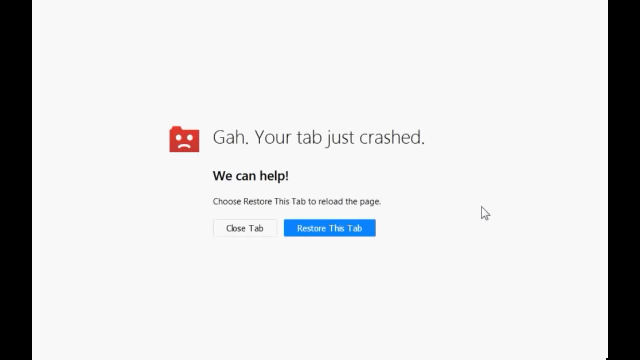 Gah. Your tab just crashed.
We can help!
Choose Restore This Tab to reload the page.
Close Tab
Restore This Tab